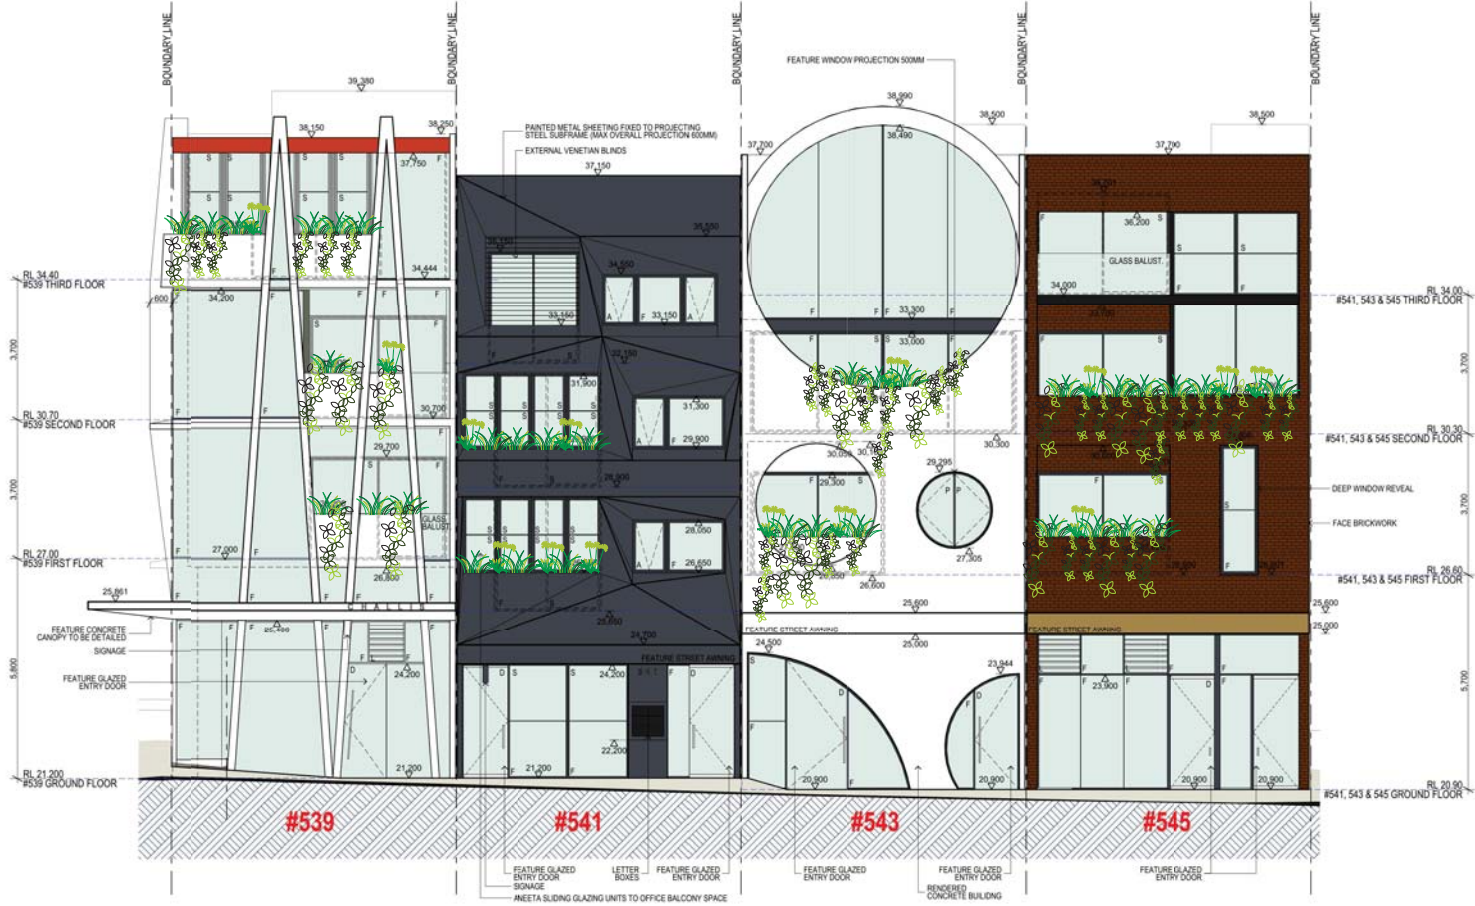 BOUNDARY LINE
BOUNDARY LINE
BOUNDARY LINE
BOUNDARY LINE
BOUNDARY LINE
FEATURE WINDOW PROJECTION 500MM
39,380
38,150
38,250
37,750
PAINTED METAL SHEETING FIXED TO PROJECTING
STEEL SUBFRAME (MAX OVERALL PROJECTION 600MM)
EXTERNAL VENETIAN BLINDS
37,150
38,990
38,490
38,500
37,700
38,500
36,200
GLASS BALUST.
34,000
RL 34.40
#539 THIRD FLOOR
34,444
34,200
600
34,550
33,150
33,150
33,300
33,000
RL 34.00
#541, 543 & 545 THIRD FLOOR
3,700
3,700
32,150
31,900
31,300
29,900
RL 30.70
#539 SECOND FLOOR
30,700
30,300
RL 30.30
#541, 543 & 545 SECOND FLOOR
29,700
29,300
29,295
27,305
28,900
28,050
26,650
GLASS
BALUST.
DEEP WINDOW REVEAL
FACE BRICKWORK
3,700
3,700
RL 27.00
#539 FIRST FLOOR
27,000
26,800
26,600
RL 26.60
#541, 543 & 545 FIRST FLOOR
25,861
CHALLIS
25,600
25,600
25,000
25,000
FEATURE CONCRETE
CANOPY TO BE DETAILED
SIGNAGE
FEATURE GLAZED
ENTRY DOOR
24,700
FEATURE STREET AWNING
FEATURE STREET AWNING
FEATURE STREET AWNING
24,200
24,200
24,500
23,944
23,900
22,200
5,800
5,700
21,200
21,200
20,900
20,900
20,900
20,900
RL 21.200
#539 GROUND FLOOR
RL 20.90
#541, 543 & 545 GROUND FLOOR
#539
#541
#543
#545
FEATURE GLAZED
ENTRY DOOR
SIGNAGE
ANEETA SLIDING GLAZING UNITS TO OFFICE BALCONY SPACE
LETTER
BOXES
FEATURE GLAZED
ENTRY DOOR
FEATURE GLAZED
ENTRY DOOR
RENDERED
CONCRETE BUILIDNG
FEATURE GLAZED
ENTRY DOOR
FEATURE GLAZED
ENTRY DOOR